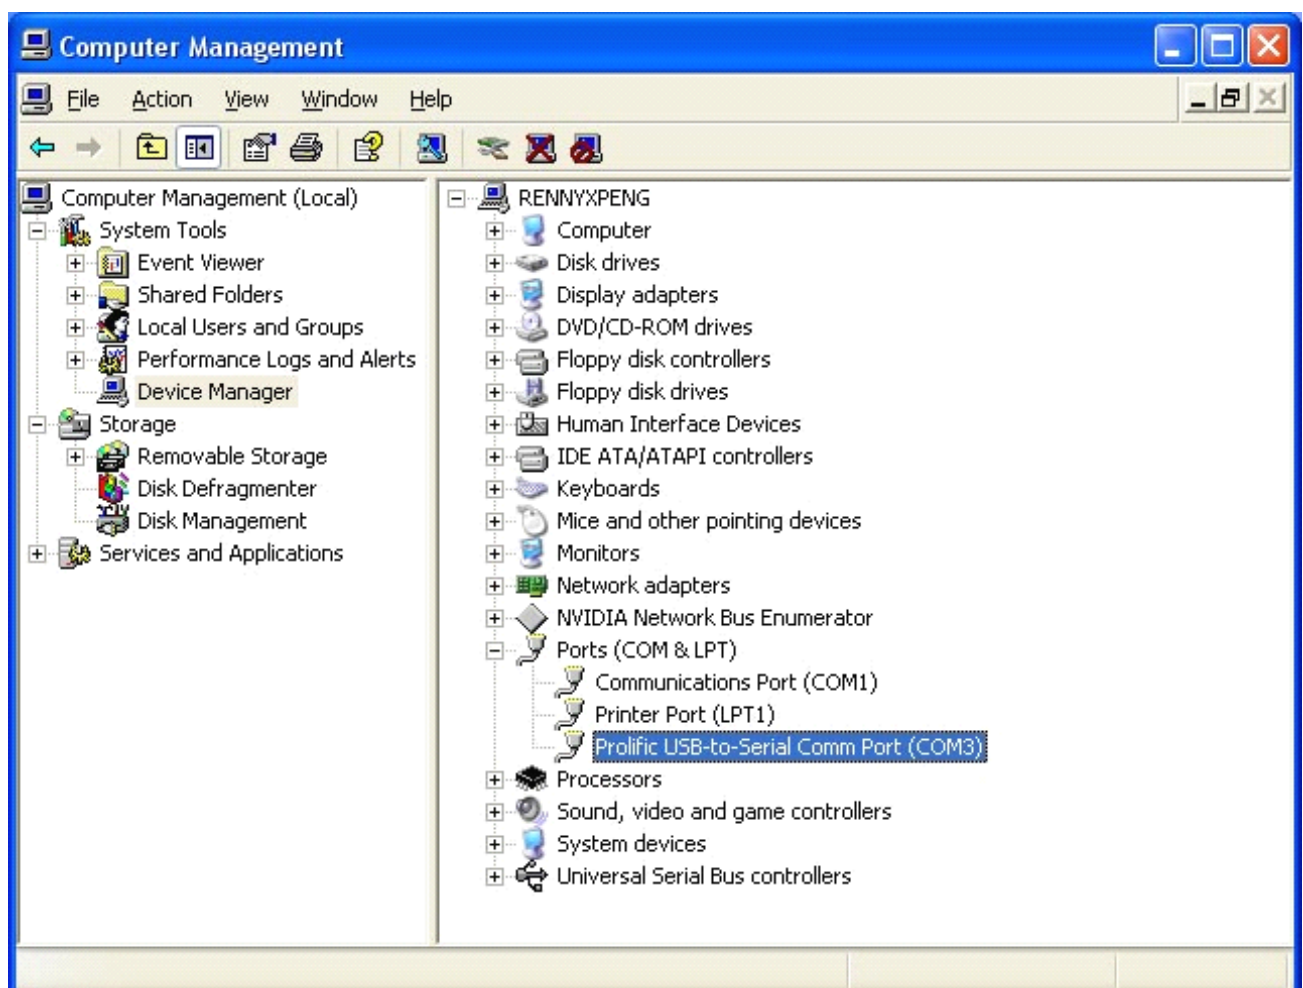 Computer Management
File Action View Window Help
Computer Management (Local)
System Tools
Event Viewer
Shared Folders
Local Users and Groups
Performance Logs and Alerts
Device Manager
Storage
Removable Storage
Disk Defragmenter
Disk Management
Services and Applications
RENNYXPENG
Computer
Disk drives
Display adapters
DVD/CD-ROM drives
Floppy disk controllers
Floppy disk drives
Human Interface Devices
IDE ATA/ATAPI controllers
Keyboards
Mice and other pointing devices
Monitors
Network adapters
NVIDIA Network Bus Enumerator
Ports (COM & LPT)
Communications Port (COM1)
Printer Port (LPT1)
Prolific USB-to-Serial Comm Port (COM3)
Processors
Sound, video and game controllers
System devices
Universal Serial Bus controllers